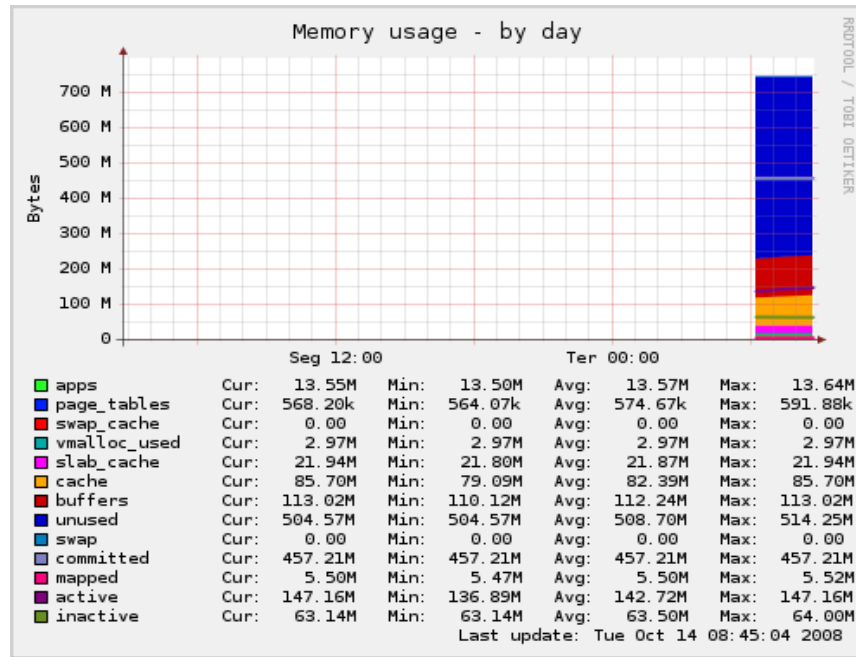 Memory usage - by day
RRDTOOL / TOBI OETIKER
Bytes
700 M
600 M
500 M
400 M
300 M
200 M
100 M
0
Seg 12:00 Ter 00:00
apps Cur: 13.55M Min: 13.50M Avg: 13.57M Max: 13.64M
page_tables Cur: 568.20k Min: 564.07k Avg: 574.67k Max: 591.88k
swap_cache Cur: 0.00 Min: 0.00 Avg: 0.00 Max: 0.00
vmalloc_used Cur: 2.97M Min: 2.97M Avg: 2.97M Max: 2.97M
slab_cache Cur: 21.94M Min: 21.80M Avg: 21.87M Max: 21.94M
cache Cur: 85.70M Min: 79.09M Avg: 82.39M Max: 85.70M
buffers Cur: 113.02M Min: 110.12M Avg: 112.24M Max: 113.02M
unused Cur: 504.57M Min: 504.57M Avg: 508.70M Max: 514.25M
swap Cur: 0.00 Min: 0.00 Avg: 0.00 Max: 0.00
committed Cur: 457.21M Min: 457.21M Avg: 457.21M Max: 457.21M
mapped Cur: 5.50M Min: 5.47M Avg: 5.50M Max: 5.52M
active Cur: 147.16M Min: 136.89M Avg: 142.72M Max: 147.16M
inactive Cur: 63.14M Min: 63.14M Avg: 63.50M Max: 64.00M
Last update: Tue Oct 14 08:45:04 2008